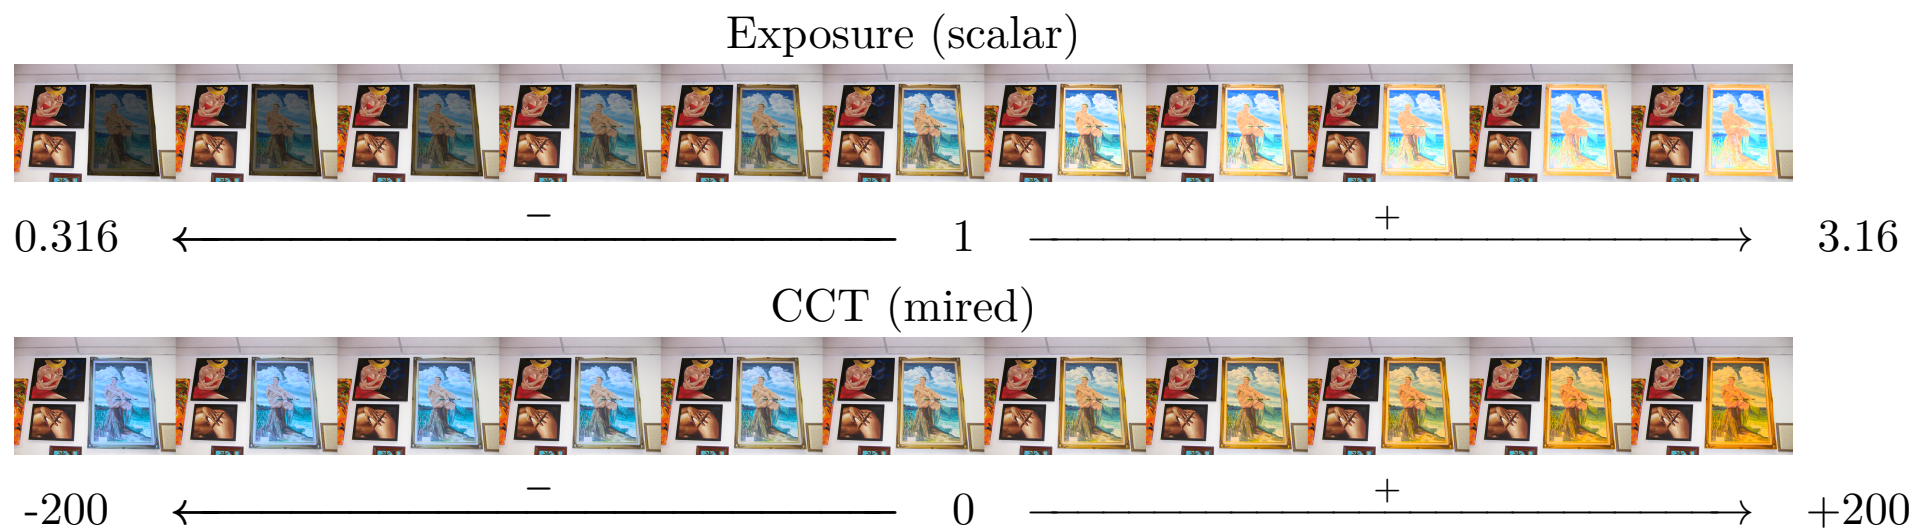 Exposure (scalar)
0.316 − 1 + 3.16
CCT (mired)
-200 − 0 + +200